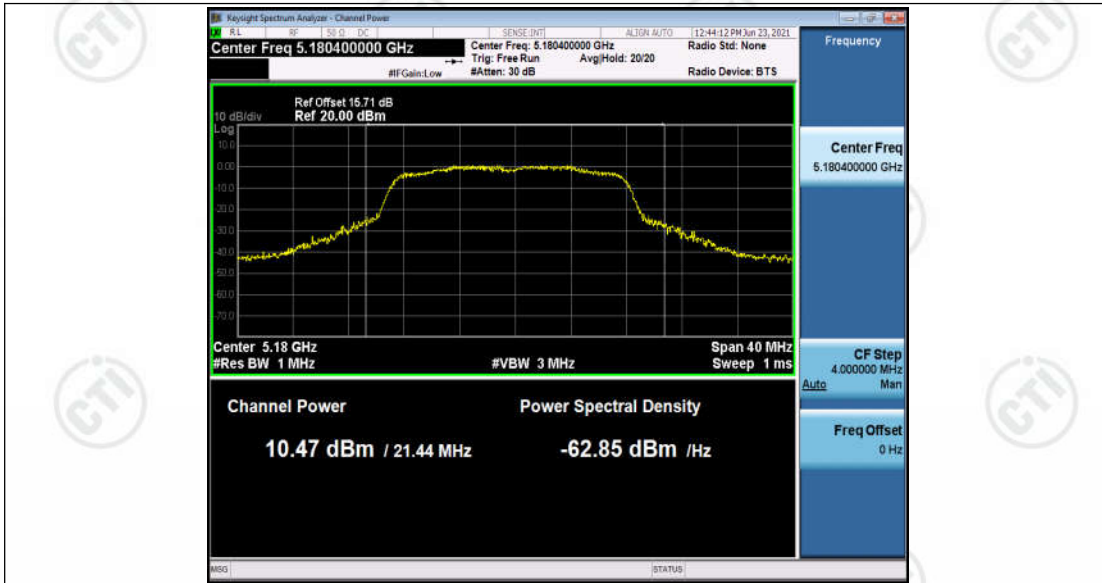 Keysight Spectrum Analyzer - Channel Power
RL RF 50 Ω DC SENSE:INT ALIGN AUTO 12:44:12 PM Jun 23, 2021
Center Freq 5.180400000 GHz
Center Freq: 5.180400000 GHz
Radio Std: None
Trig: Free Run Avg|Hold: 20/20
#IFGain:Low
#Atten: 30 dB
Radio Device: BTS
Frequency
Ref Offset 15.71 dB
10 dB/div Ref 20.00 dBm
Log
10.0
0.00
-10.0
-20.0
-30.0
-40.0
-50.0
-60.0
-70.0
Center 5.18 GHz
Span 40 MHz
#Res BW 1 MHz
#VBW 3 MHz
Sweep 1 ms
Channel Power
Power Spectral Density
10.47 dBm / 21.44 MHz
-62.85 dBm /Hz
Center Freq
5.180400000 GHz
CF Step
4.000000 MHz
Auto Man
Freq Offset
0 Hz
MSG
STATUS
CTI
CTI
CTI
CTI